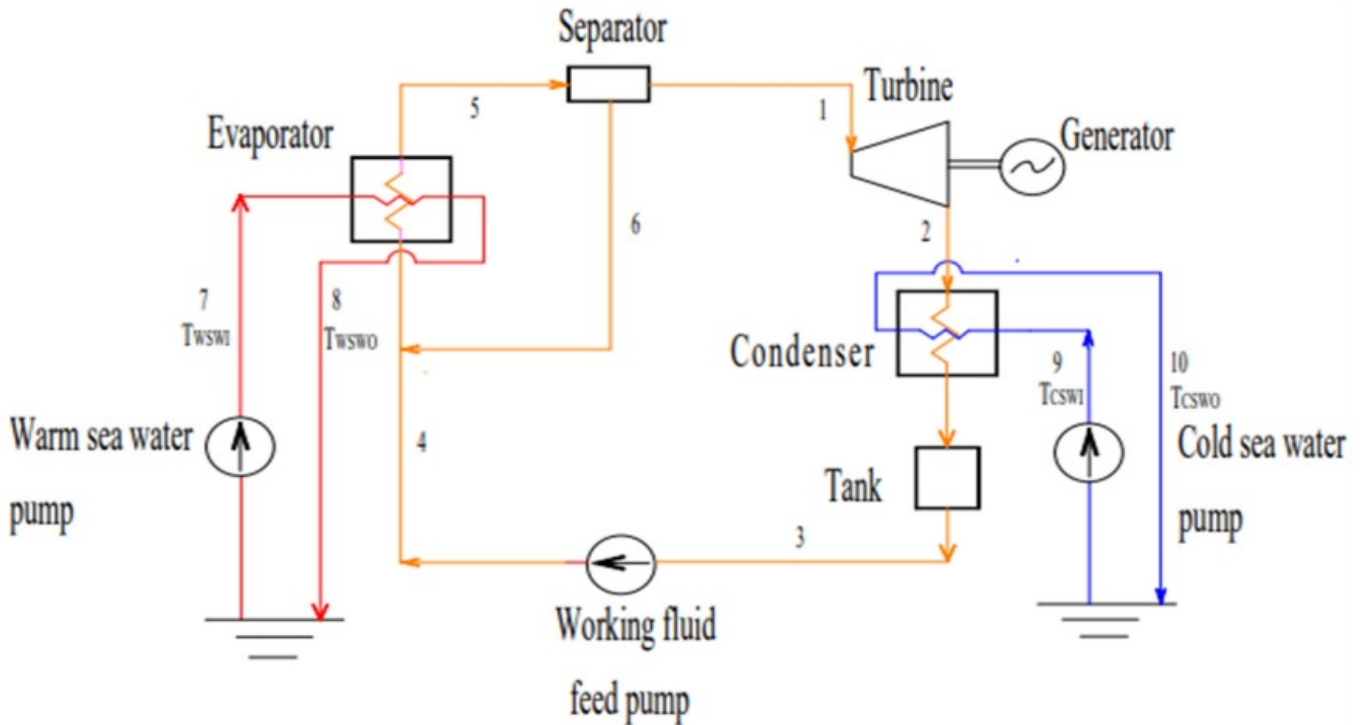 Separator
Turbine
5
1
Evaporator
Generator
6
2
7
TWSWI
8
TWSWO
Condenser
9
TCSWI
10
TCSWO
4
Warm sea water
pump
Cold sea water
pump
Tank
3
Working fluid
feed pump